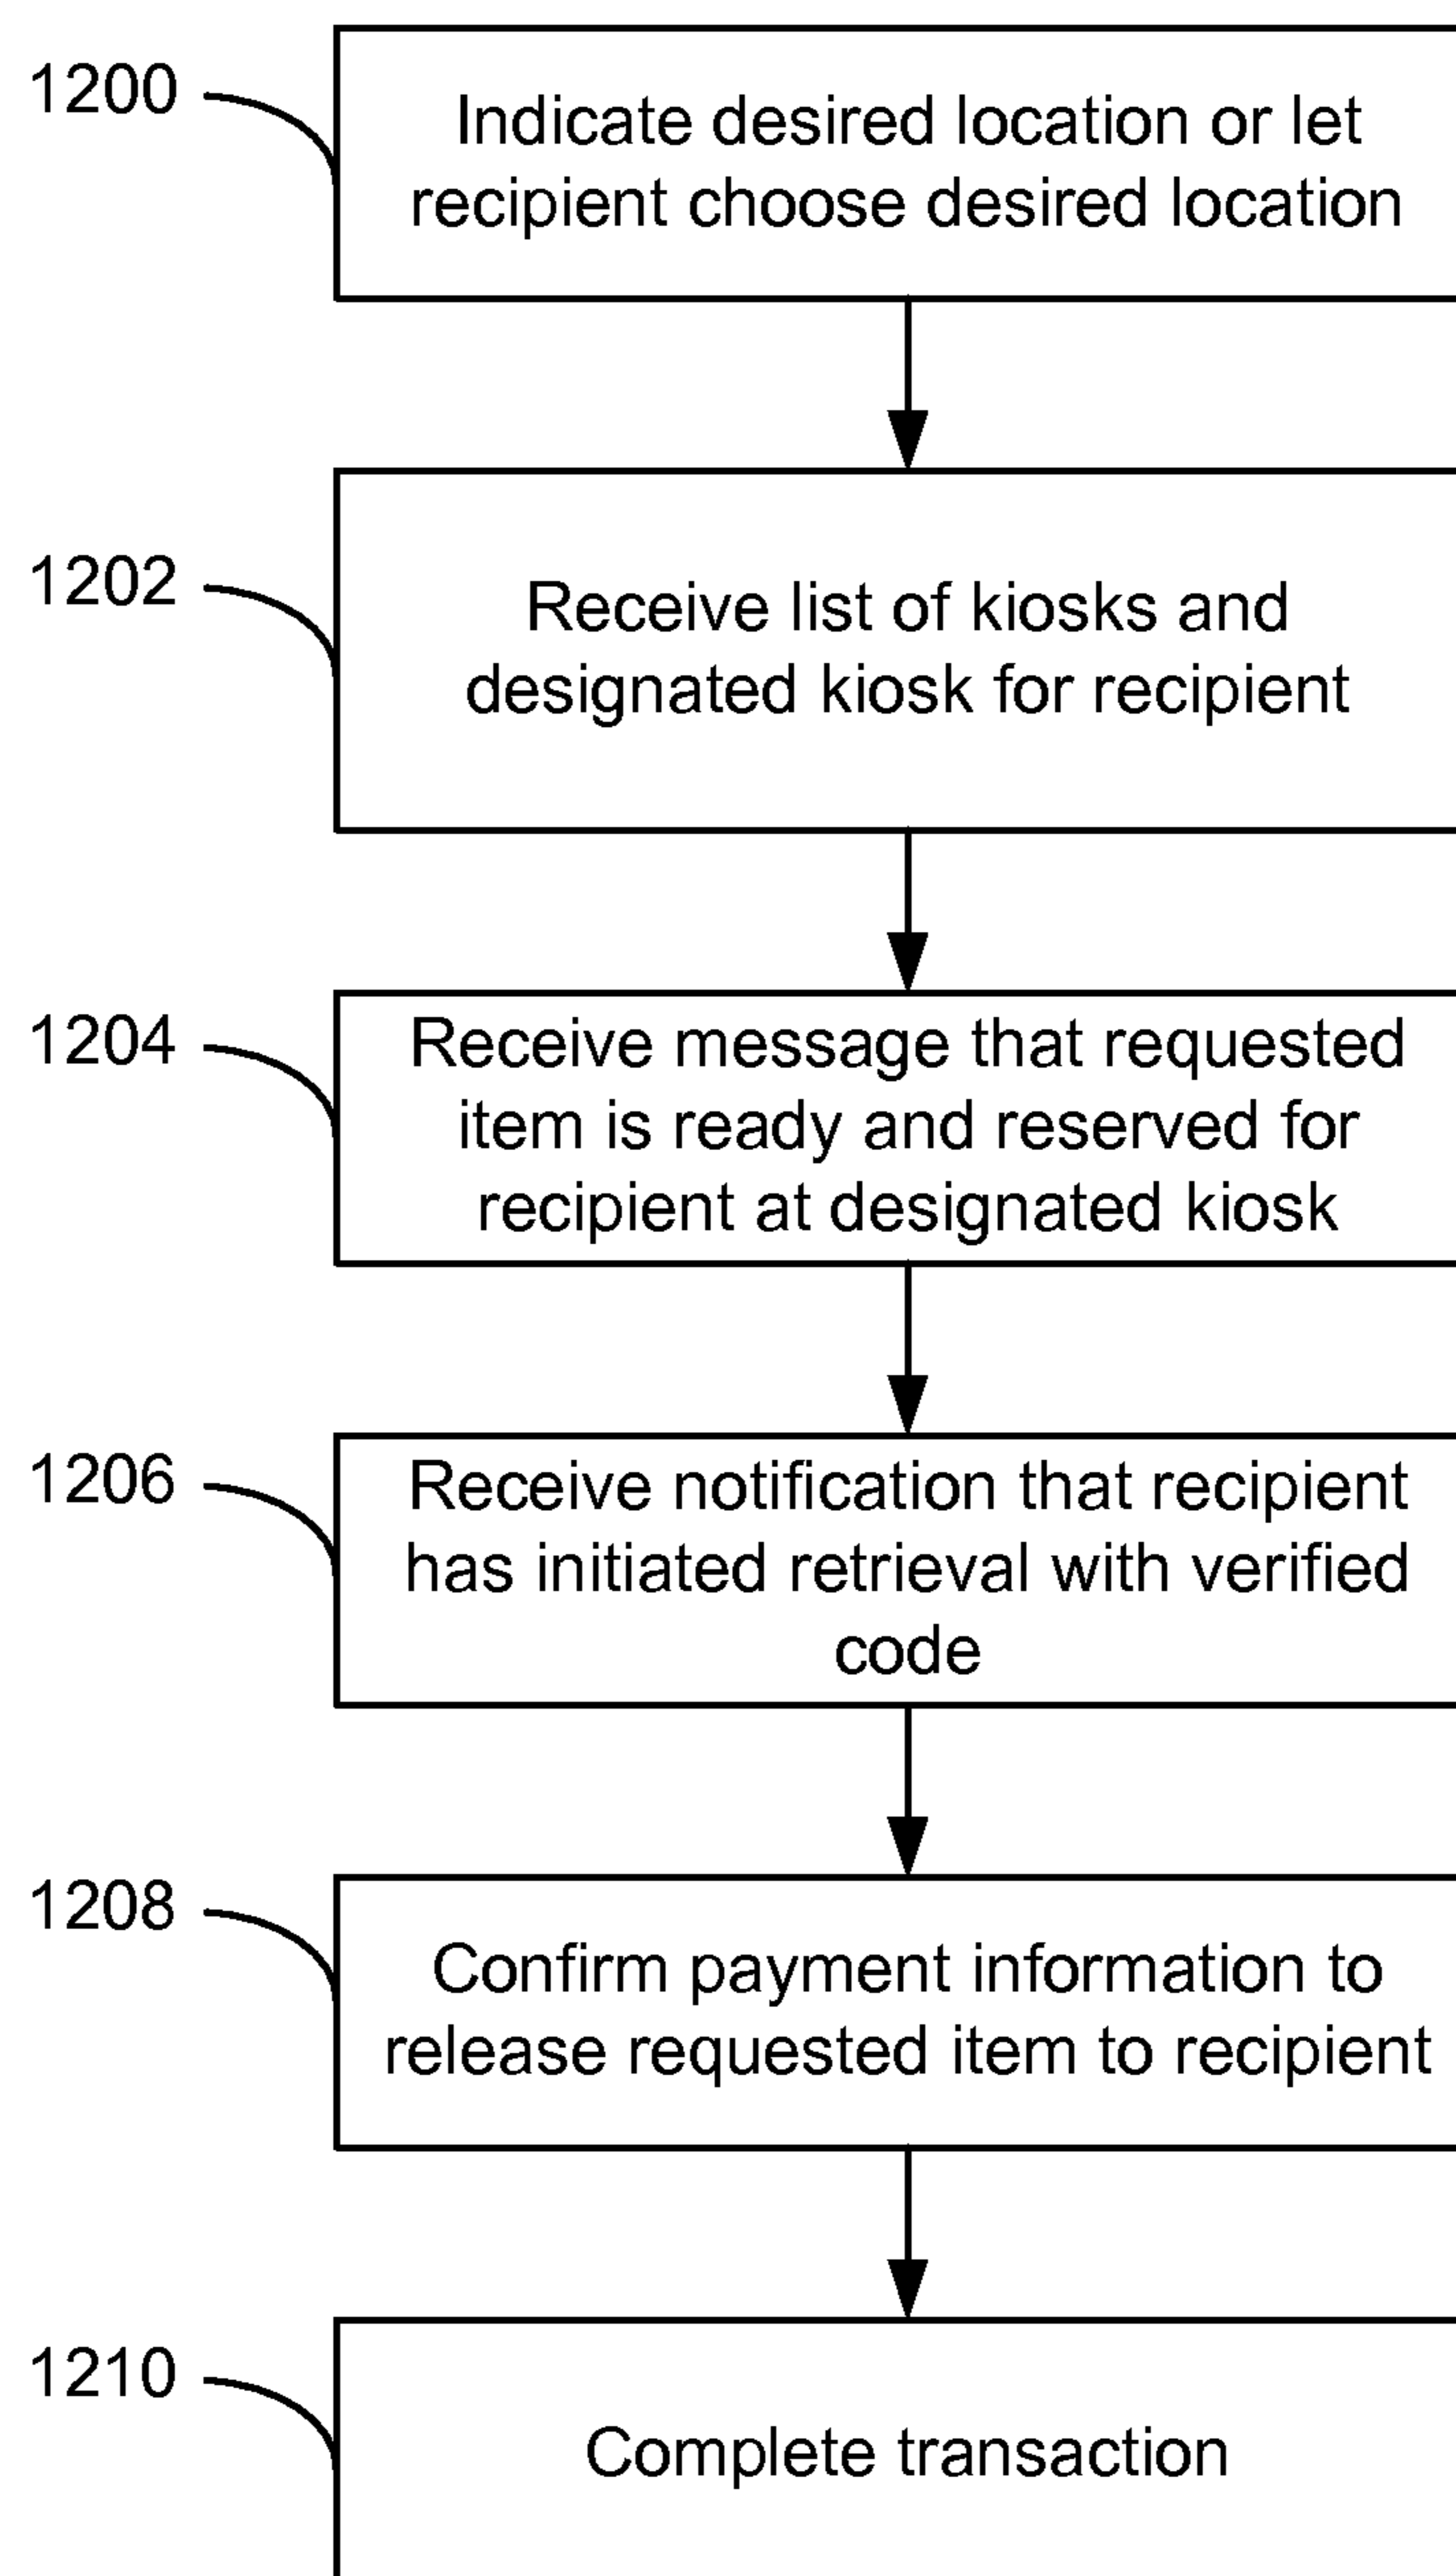 1200
Indicate desired location or let
recipient choose desired location
1202
Receive list of kiosks and
designated kiosk for recipient
1204
Receive message that requested
item is ready and reserved for
recipient at designated kiosk
1206
Receive notification that recipient
has initiated retrieval with verified
code
1208
Confirm payment information to
release requested item to recipient
1210
Complete transaction